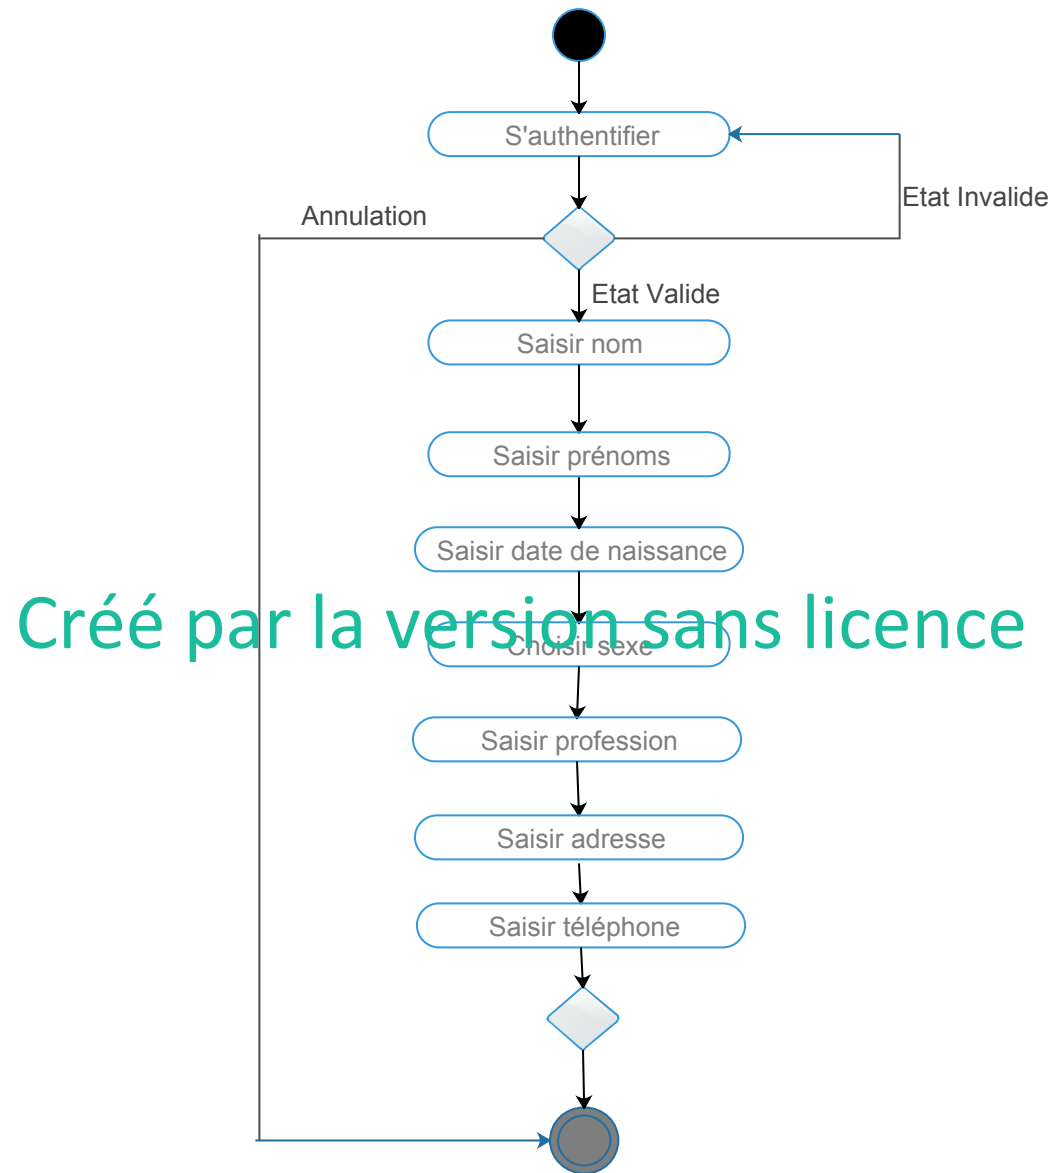 S'authentifier
Etat Invalide
Annulation
Etat Valide
Saisir nom
Saisir prénoms
Saisir date de naissance
Créé par la version sans licence
Choisir sexe
Saisir profession
Saisir adresse
Saisir téléphone